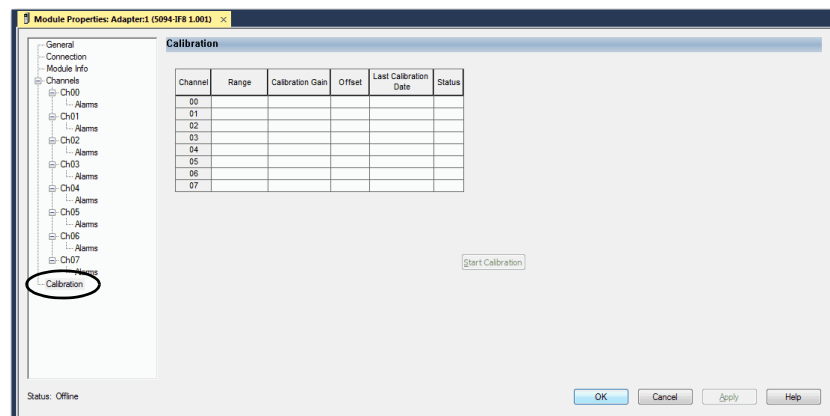 Module Properties: Adapter:1 (5094-IF8 1.001) ×
General
Connection
Module Info
Channels
Ch00
Alarms
Ch01
Alarms
Ch02
Alarms
Ch03
Alarms
Ch04
Alarms
Ch05
Alarms
Ch06
Alarms
Ch07
Alarms
Calibration
Calibration
Channel Range Calibration Gain Offset Last Calibration Date Status
00
01
02
03
04
05
06
07
Start Calibration
Status: Offline
OK Cancel Apply Help